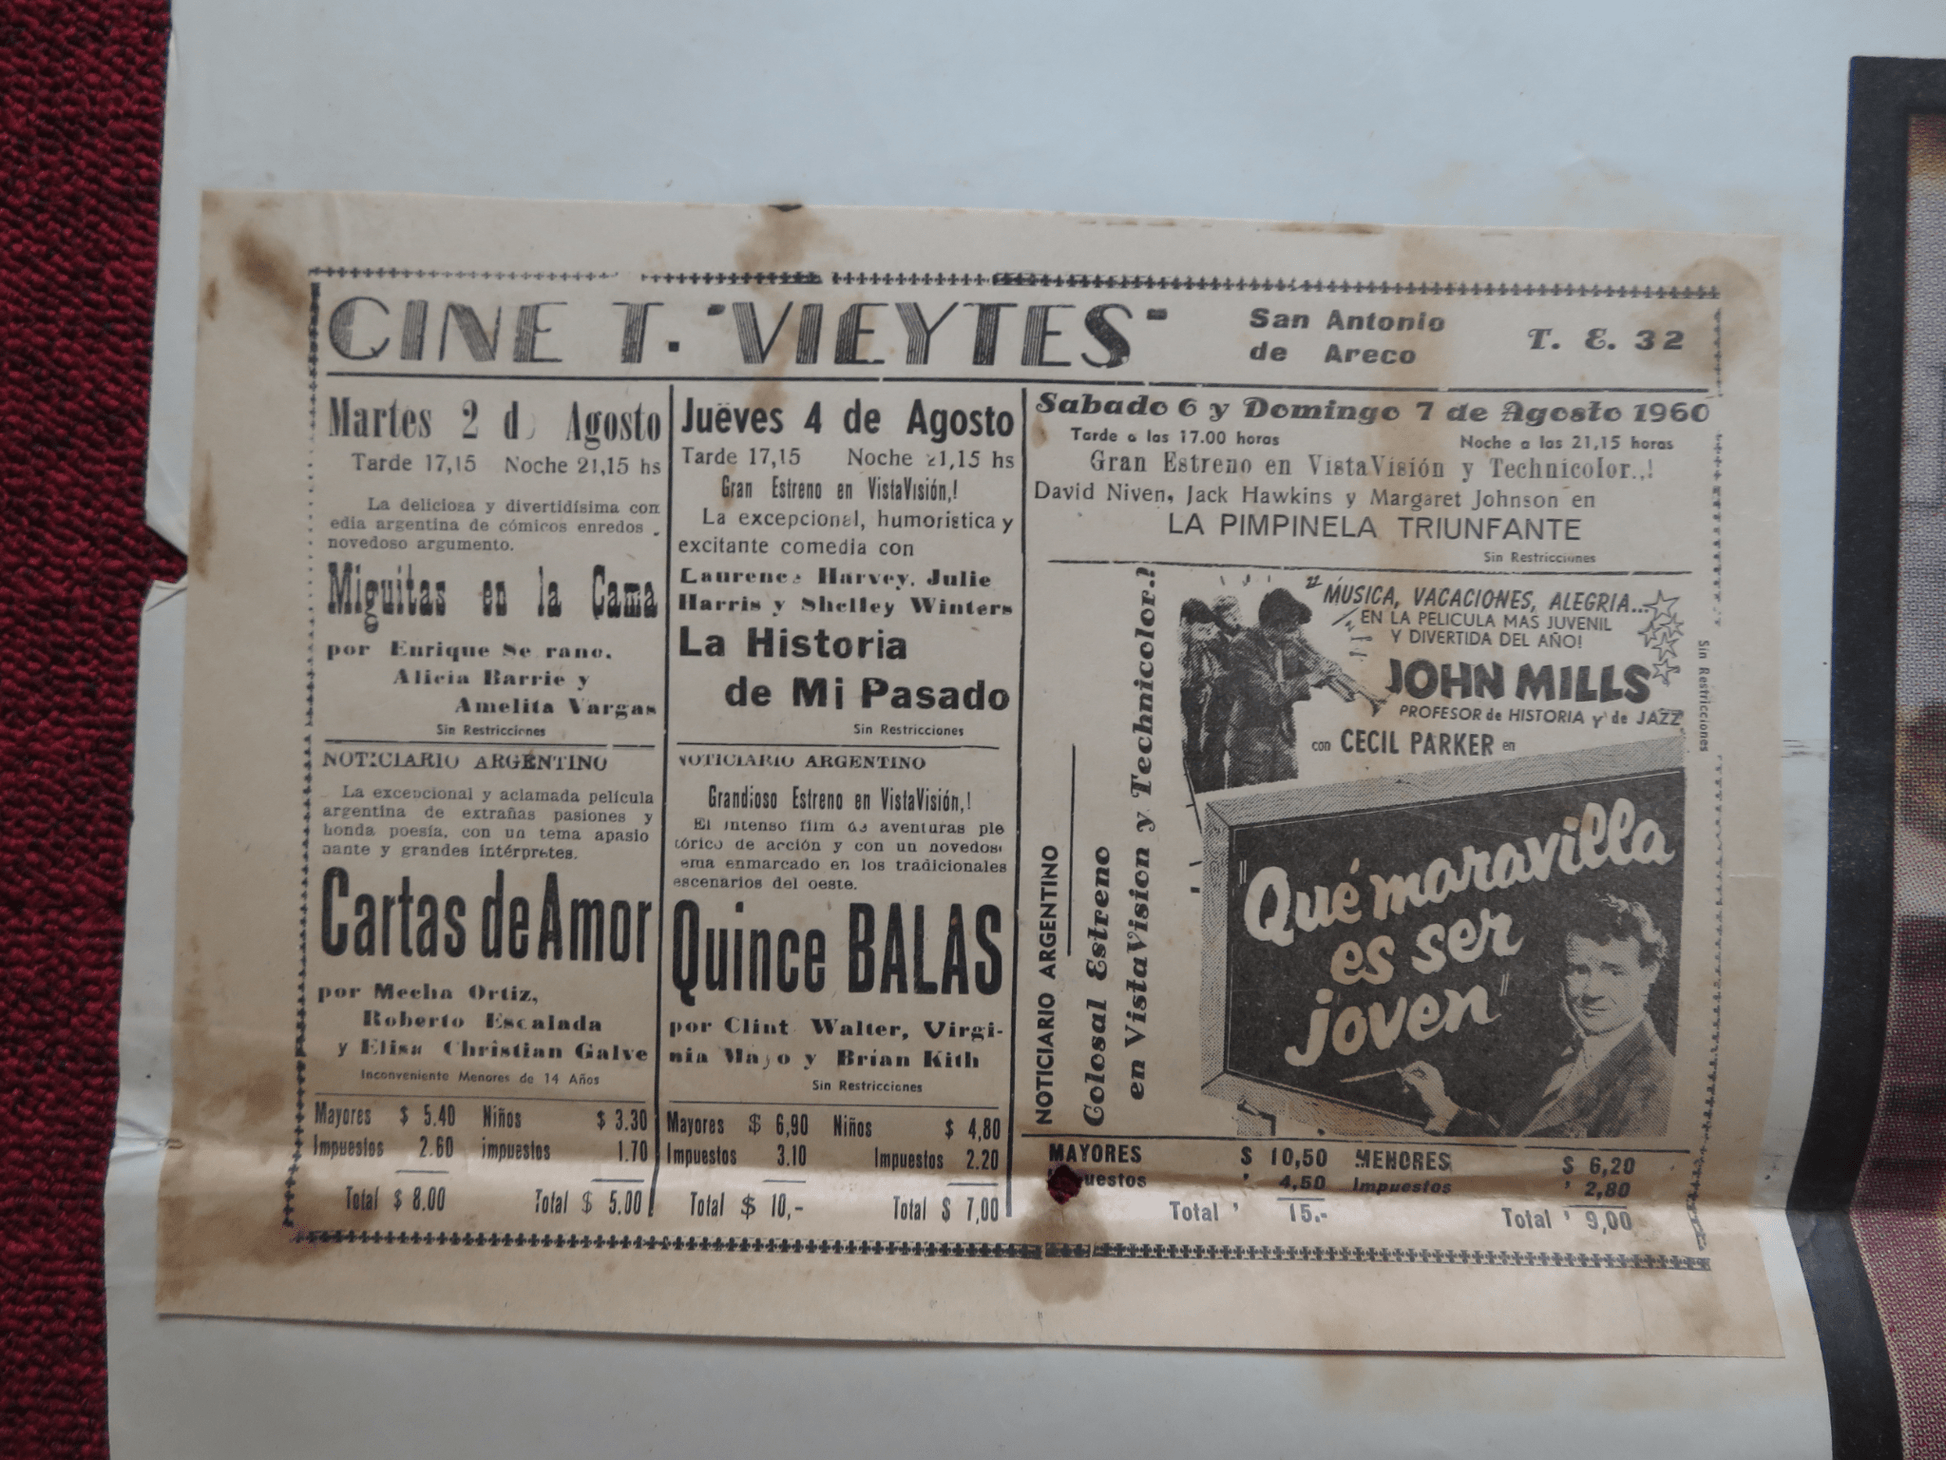 CINE T. "VIEYTES"
San Antonio
de Areco
T. E. 32
Martes 2 d Agosto
Tarde 17,15 Noche 21,15 hs
La deliciosa y divertidísima com
edia argentina de cómicos enredos
novedoso argumento.
Miguitas en la Cama
por Enrique Se rano.
Alicia Barrie y
Amelita Vargas
Sin Restricciones
NOTICIARIO ARGENTINO
La excepcional y aclamada película
argentina de extrañas pasiones y
honda poesía, con un tema apasio
nante y grandes intérpretes.
Cartas de Amor
por Mecha Ortiz,
Roberto Escalada
y Elisa Christian Galve
Inconveniente Menores de 14 Años
Mayores $ 5.40 Niños $ 3.30
Impuestos 2.60 impuestos 1.70
Total $ 8.00 Total $ 5.00
Jueves 4 de Agosto
Tarde 17,15 Noche 21,15 hs
Gran Estreno en VistaVisión,!
La excepcional, humoristica y
excitante comedia con
Laurence Harvey, Julie
Harris y Shelley Winters
La Historia
de Mi Pasado
Sin Restricciones
NOTICIARIO ARGENTINO
Grandioso Estreno en VistaVisión,!
El intenso film de aventuras ple
tórico de acción y con un novedos
ema enmarcado en los tradicionales
escenarios del oeste.
Quince BALAS
por Clint Walter, Virgi-
nia Mayo y Brian Kith
Sin Restricciones
Mayores $ 6,90 Niños $ 4,80
Impuestos 3.10 Impuestos 2.20
Total $ 10,- Total $ 7,00
Sabado 6 y Domingo 7 de Agosto 1960
Tarde a las 17.00 horas Noche a las 21,15 horas
Gran Estreno en VistaVisión y Technicolor.,!
David Niven, Jack Hawkins y Margaret Johnson en
LA PIMPINELA TRIUNFANTE
Sin Restricciones
NOTICIARIO ARGENTINO
Colosal Estreno
en VistaVision y Technicolor.!
MÚSICA, VACACIONES, ALEGRIA...
EN LA PELICULA MAS JUVENIL
Y DIVERTIDA DEL AÑO!
JOHN MILLS
PROFESOR de HISTORIA y de JAZZ
con CECIL PARKER en
"Qué maravilla
es ser
joven"
Sin Restricciones
MAYORES $ 10,50 MENORES $ 6,20
uestos ' 4,50 Impuestos ' 2,80
Total ' 15.- Total ' 9,00